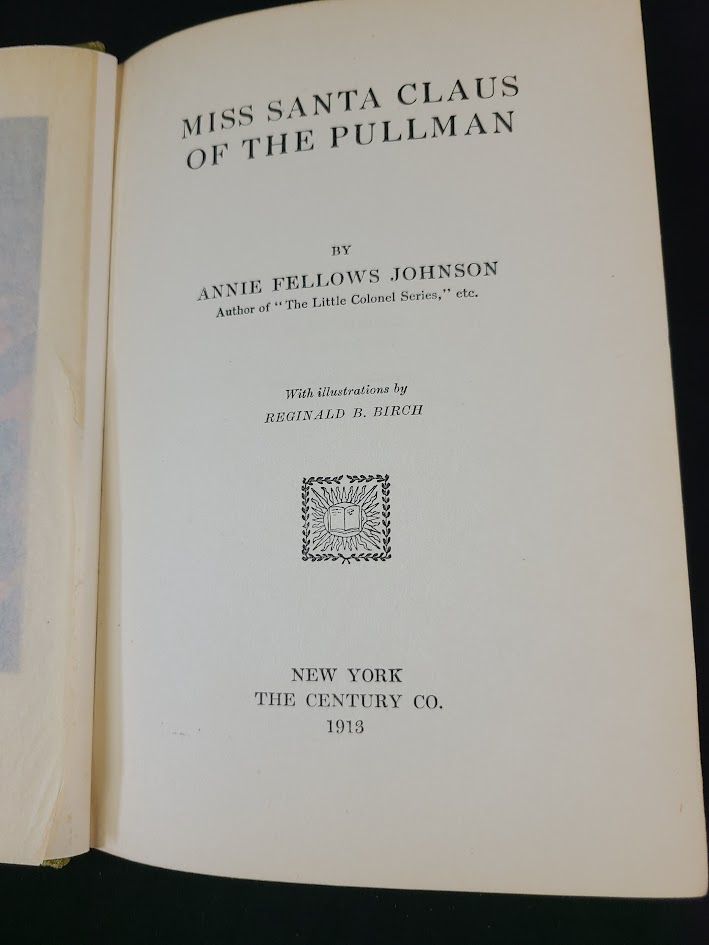 MISS SANTA CLAUS
OF THE PULLMAN
BY
ANNIE FELLOWS JOHNSON
Author of "The Little Colonel Series," etc.
With illustrations by
REGINALD B. BIRCH
NEW YORK
THE CENTURY CO.
1913